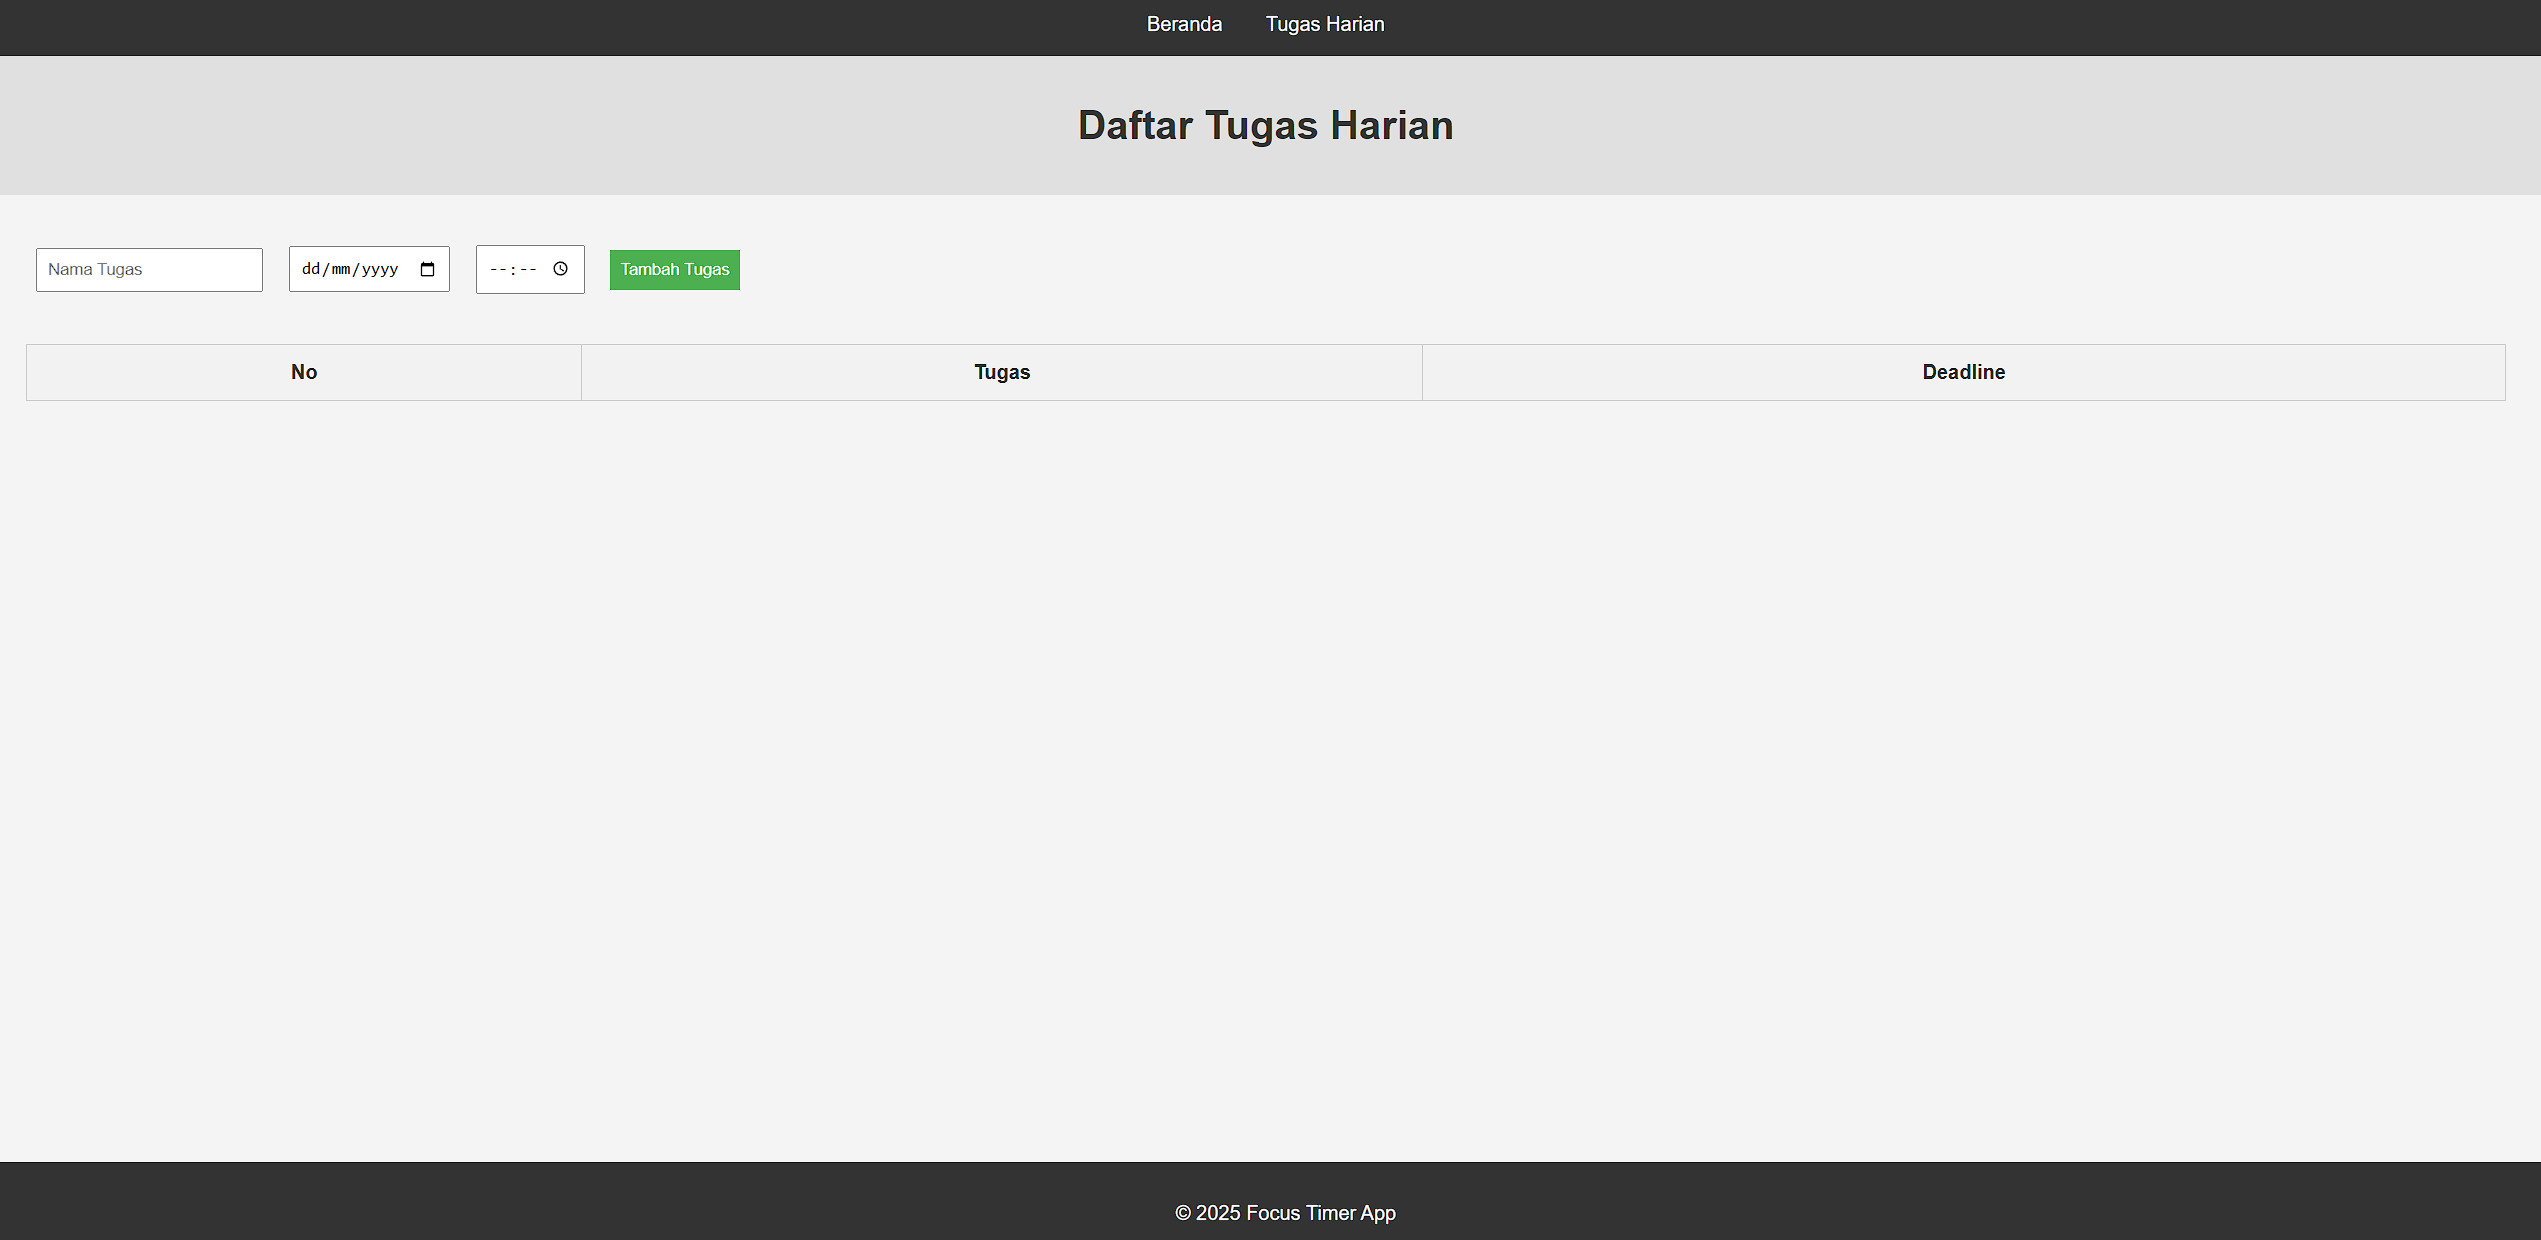 Beranda Tugas Harian
Daftar Tugas Harian
Nama Tugas dd/mm/yyyy --:-- Tambah Tugas
No Tugas Deadline
© 2025 Focus Timer App